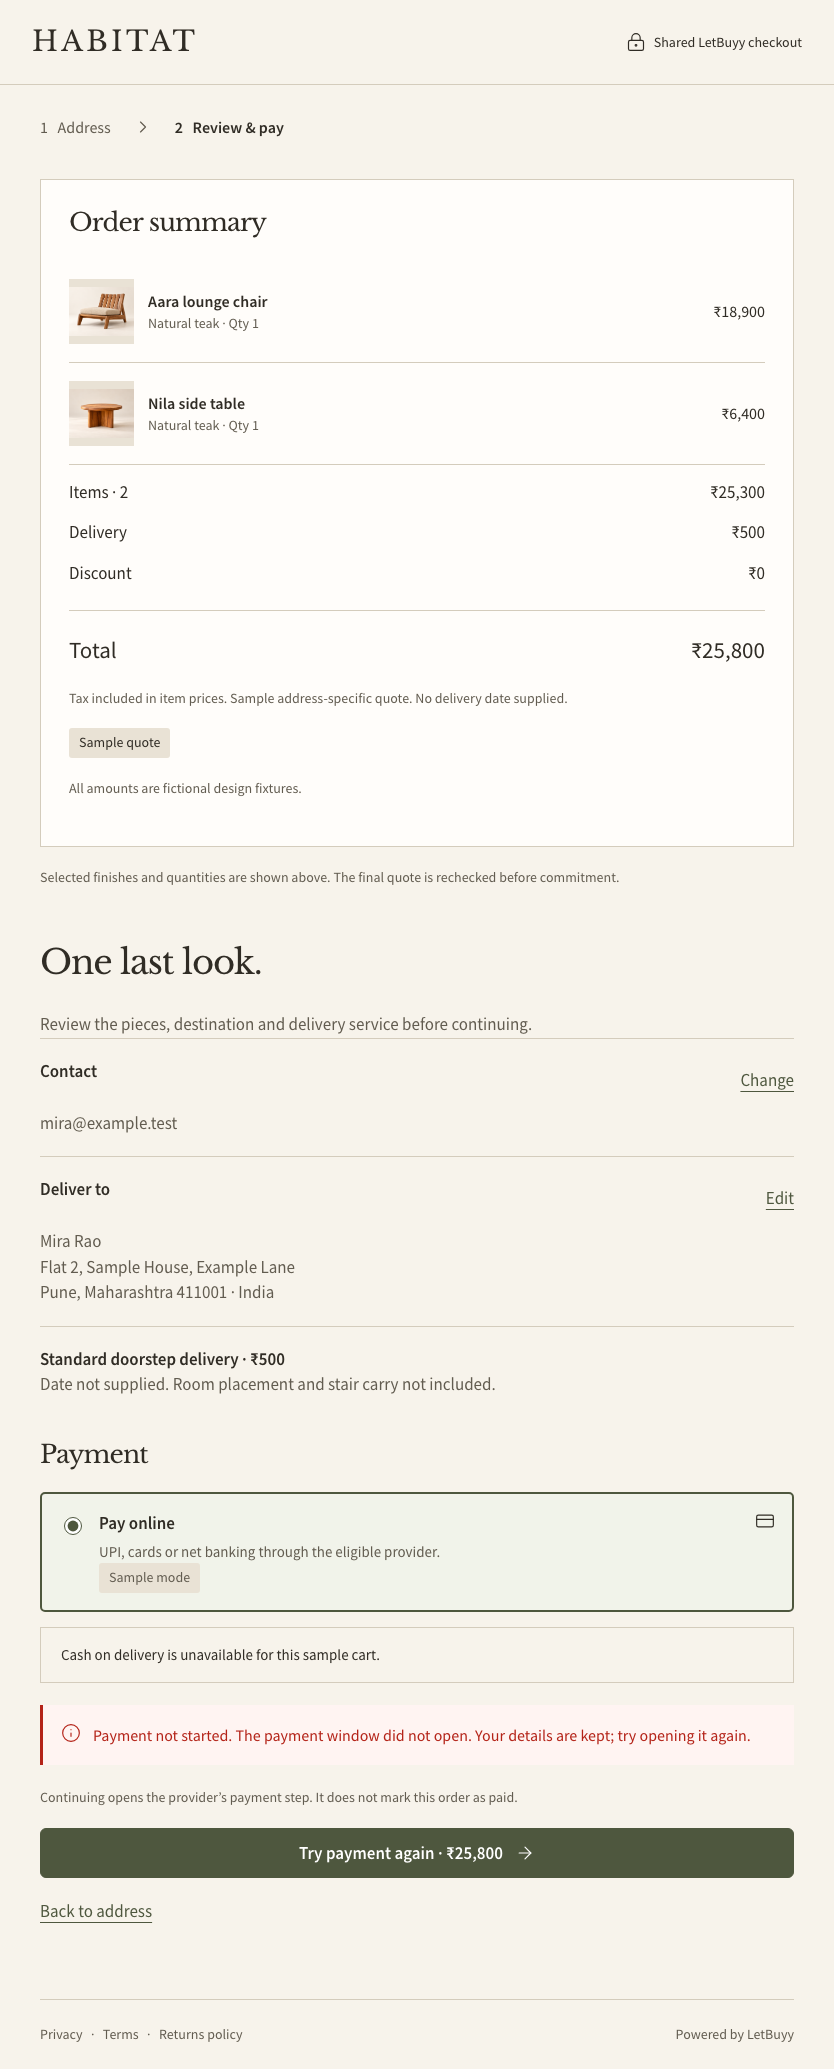 HABITAT
Shared LetBuyy checkout
1 Address
2 Review & pay
Order summary
Aara lounge chair
Natural teak · Qty 1
₹18,900
Nila side table
Natural teak · Qty 1
₹6,400
Items · 2 ₹25,300
Delivery ₹500
Discount ₹0
Total ₹25,800
Tax included in item prices. Sample address-specific quote. No delivery date supplied.
Sample quote
All amounts are fictional design fixtures.
Selected finishes and quantities are shown above. The final quote is rechecked before commitment.
One last look.
Review the pieces, destination and delivery service before continuing.
Contact
Change
mira@example.test
Deliver to
Edit
Mira Rao
Flat 2, Sample House, Example Lane
Pune, Maharashtra 411001 · India
Standard doorstep delivery · ₹500
Date not supplied. Room placement and stair carry not included.
Payment
Pay online
UPI, cards or net banking through the eligible provider.
Sample mode
Cash on delivery is unavailable for this sample cart.
Payment not started. The payment window did not open. Your details are kept; try opening it again.
Continuing opens the provider’s payment step. It does not mark this order as paid.
Try payment again · ₹25,800
Back to address
Privacy · Terms · Returns policy
Powered by LetBuyy